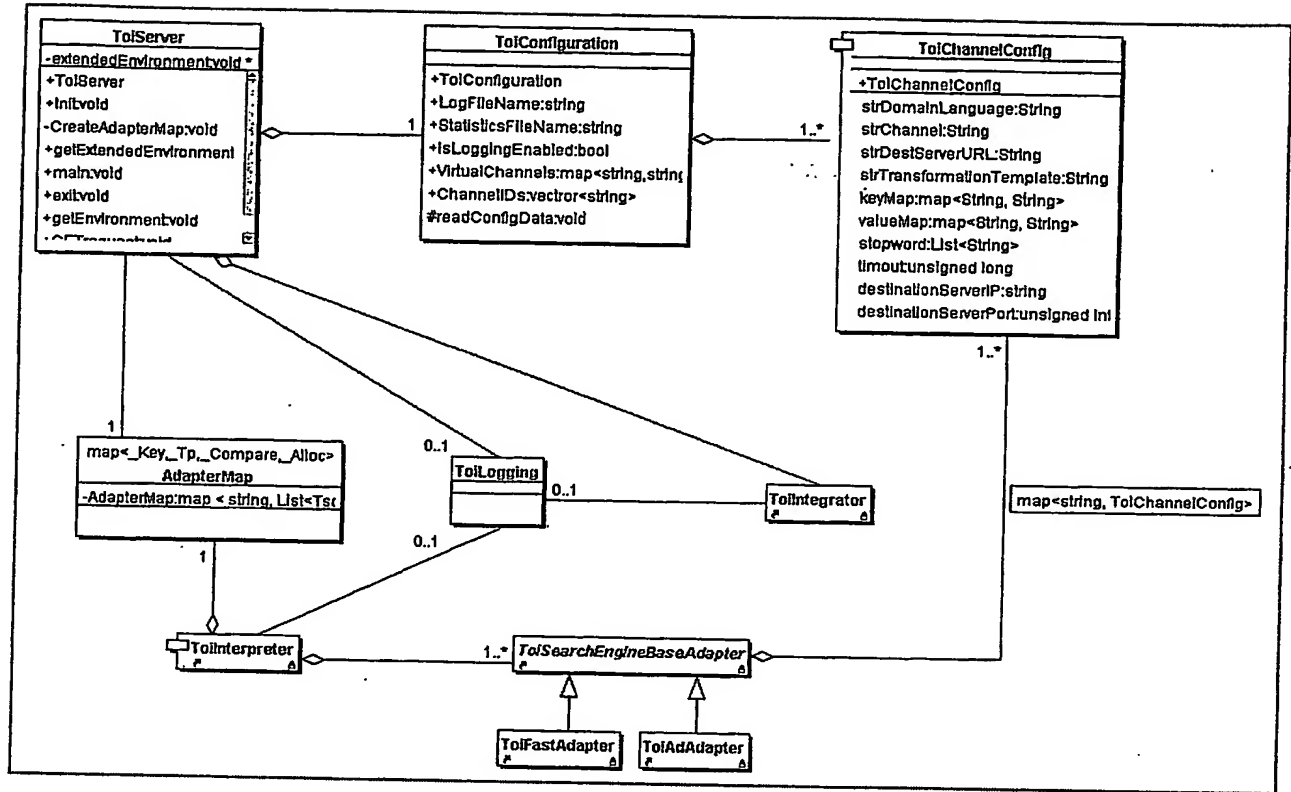 TolServer
-extendedEnvironment:void *
+TolServer
+Init:void
-CreateAdapterMap:void
+getExtendedEnvironment
+main:void
+exit:void
+getEnvironment:void
1
TolConfiguration
+TolConfiguration
+LogFileName:string
+StatisticsFileName:string
+IsLoggingEnabled:bool
+VirtualChannels:map<string,string
+ChannelIDs:vectror<string>
#readConfigData:void
1..*
TolChannelConfig
+TolChannelConfig
strDomainLanguage:String
strChannel:String
strDestServerURL:String
strTransformationTemplate:String
keyMap:map<String, String>
valueMap:map<String, String>
stopword:List<String>
timout:unsigned long
destinationServerIP:string
destinationServerPort:unsigned int
1..*
1
map<_Key,_Tp,_Compare,_Alloc>
AdapterMap
-AdapterMap:map < string, List<Tsc
0..1
TolLogging
0..1
TolIntegrator
map<string, TolChannelConfig>
1
0..1
TolInterpreter
1..*
TolSearchEngineBaseAdapter
TolFastAdapter
TolAdAdapter